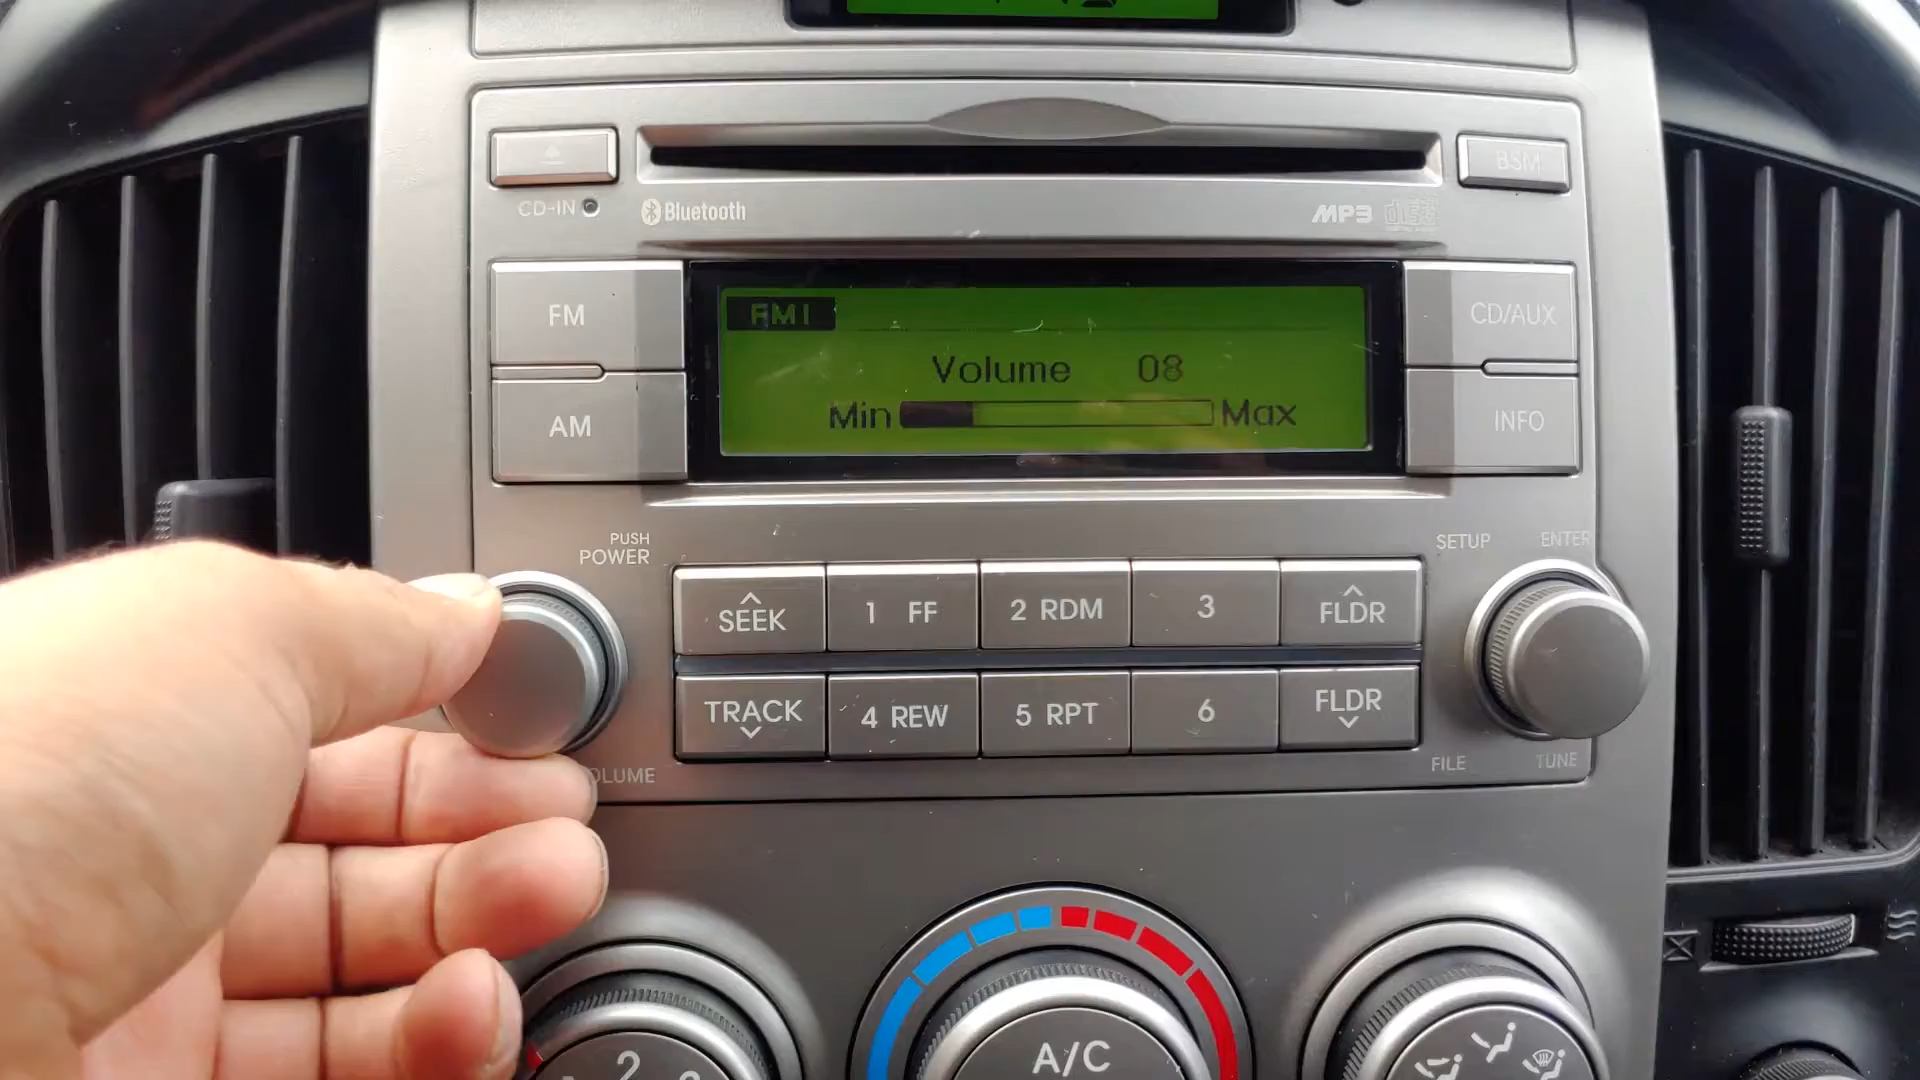 BSM
CD-IN
Bluetooth
MP3
FM
FM1
CD/AUX
Volume 08
Min Max
AM
INFO
PUSH
POWER
SETUP
ENTER
SEEK
1 FF
2 RDM
3
FLDR
TRACK
4 REW
5 RPT
6
FLDR
OLUME
FILE
TUNE
2
A/C